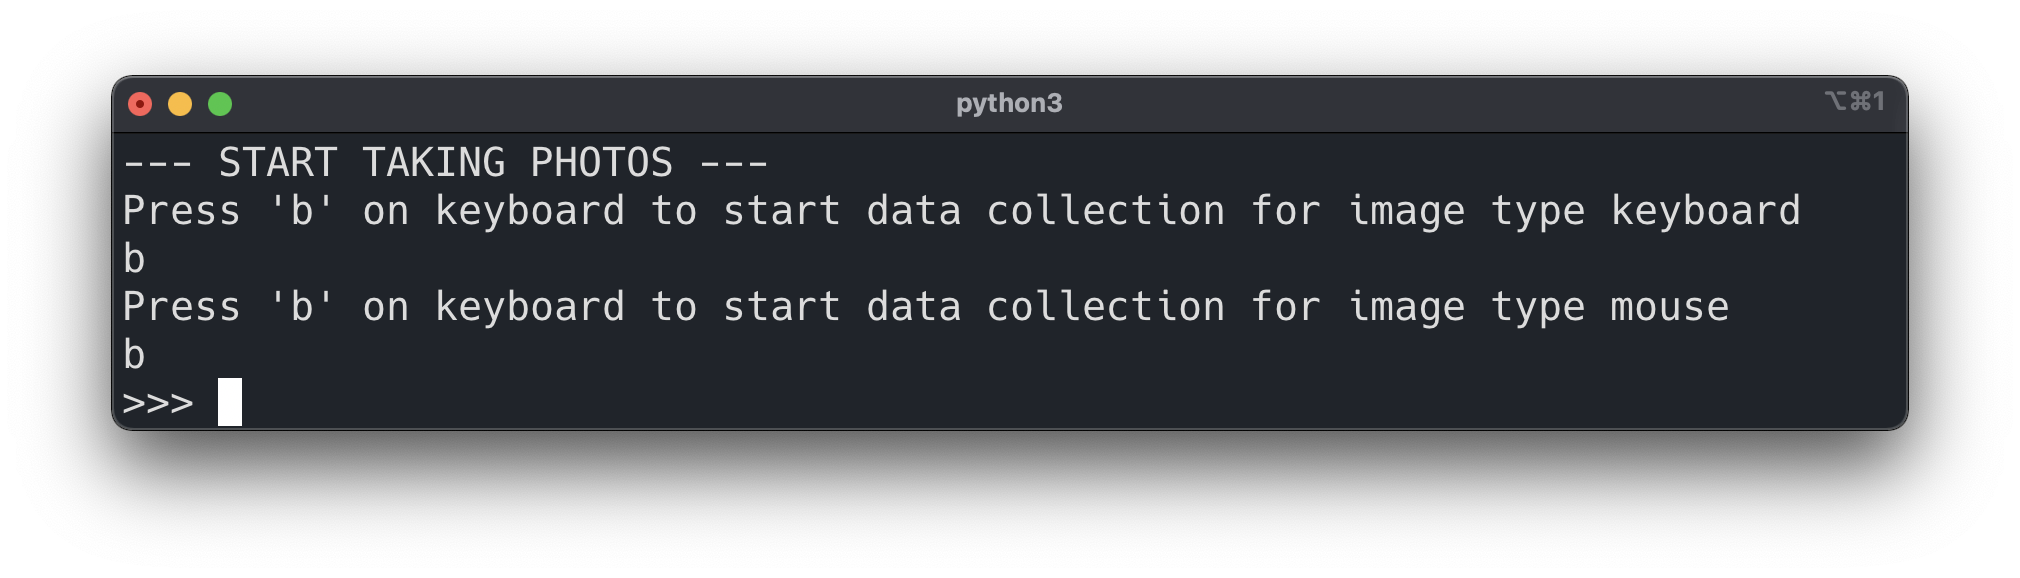 python3
⌥⌘1
--- START TAKING PHOTOS ---
Press 'b' on keyboard to start data collection for image type keyboard
b
Press 'b' on keyboard to start data collection for image type mouse
b
>>>